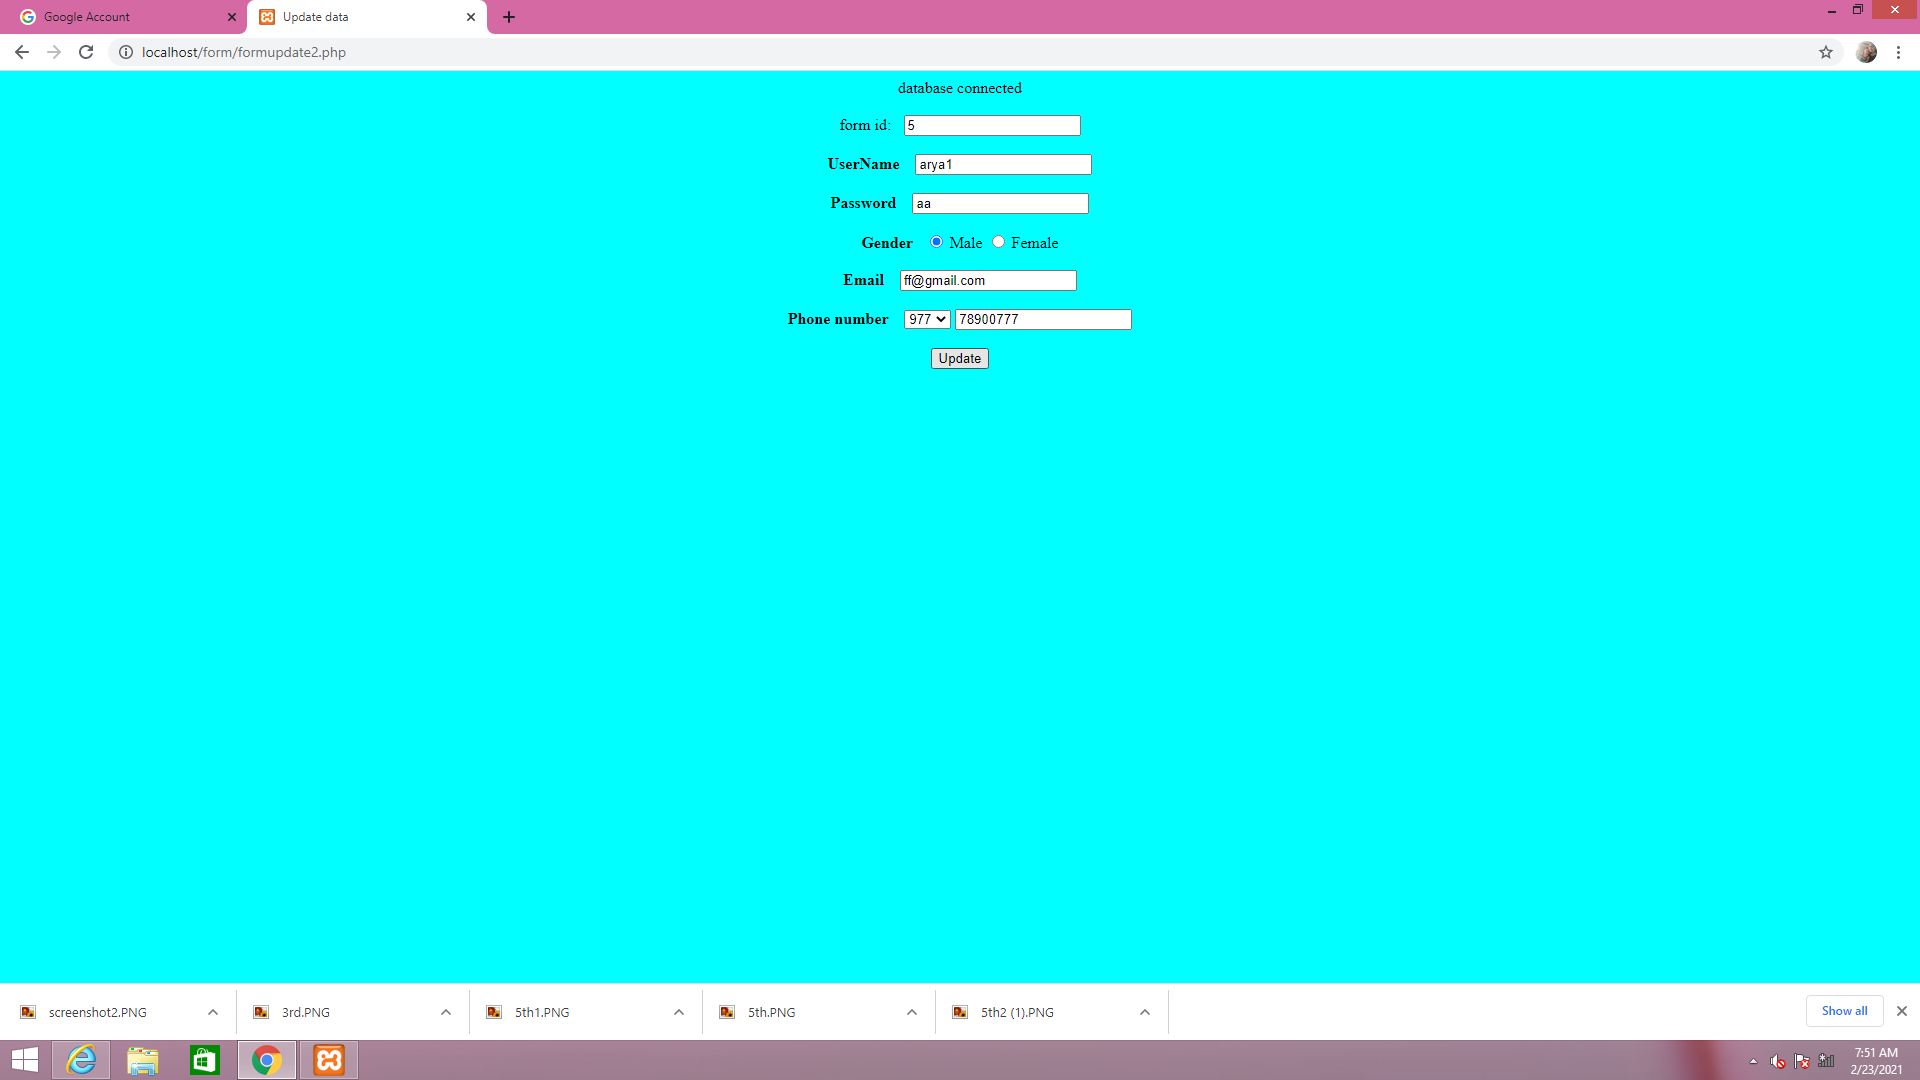 Google Account
Update data
localhost/form/formupdate2.php
database connected
form id: 5
UserName arya1
Password aa
Gender Male Female
Email ff@gmail.com
Phone number 977 78900777
Update
screenshot2.PNG 3rd.PNG 5th1.PNG 5th.PNG 5th2 (1).PNG Show all
7:51 AM
2/23/2021